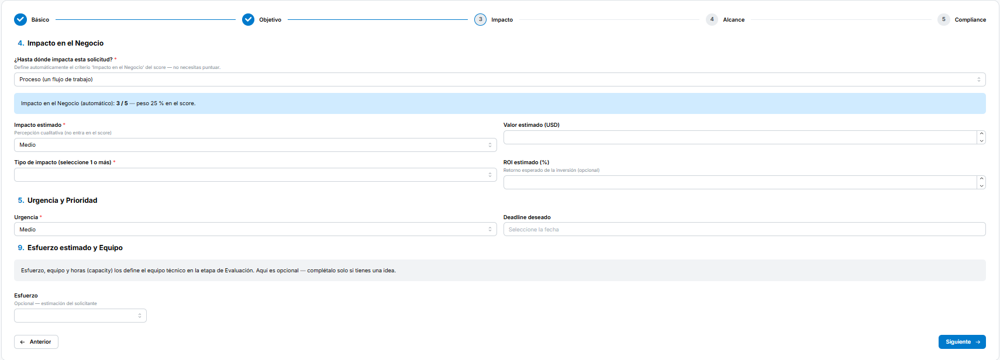 Básico
Objetivo
3 Impacto
4 Alcance
5 Compliance
4. Impacto en el Negocio
¿Hasta dónde impacta esta solicitud? *
Define automáticamente el criterio 'Impacto en el Negocio' del score — no necesitas puntuar.
Proceso (un flujo de trabajo)
Impacto en el Negocio (automático): 3 / 5 — peso 25 % en el score.
Impacto estimado *
Percepción cualitativa (no entra en el score)
Medio
Valor estimado (USD)
Tipo de impacto (seleccione 1 o más) *
ROI estimado (%)
Retorno esperado de la inversión (opcional)
5. Urgencia y Prioridad
Urgencia *
Medio
Deadline deseado
Seleccione la fecha
9. Esfuerzo estimado y Equipo
Esfuerzo, equipo y horas (capacity) los define el equipo técnico en la etapa de Evaluación. Aquí es opcional — complétalo solo si tienes una idea.
Esfuerzo
Opcional — estimación del solicitante
← Anterior
Siguiente →